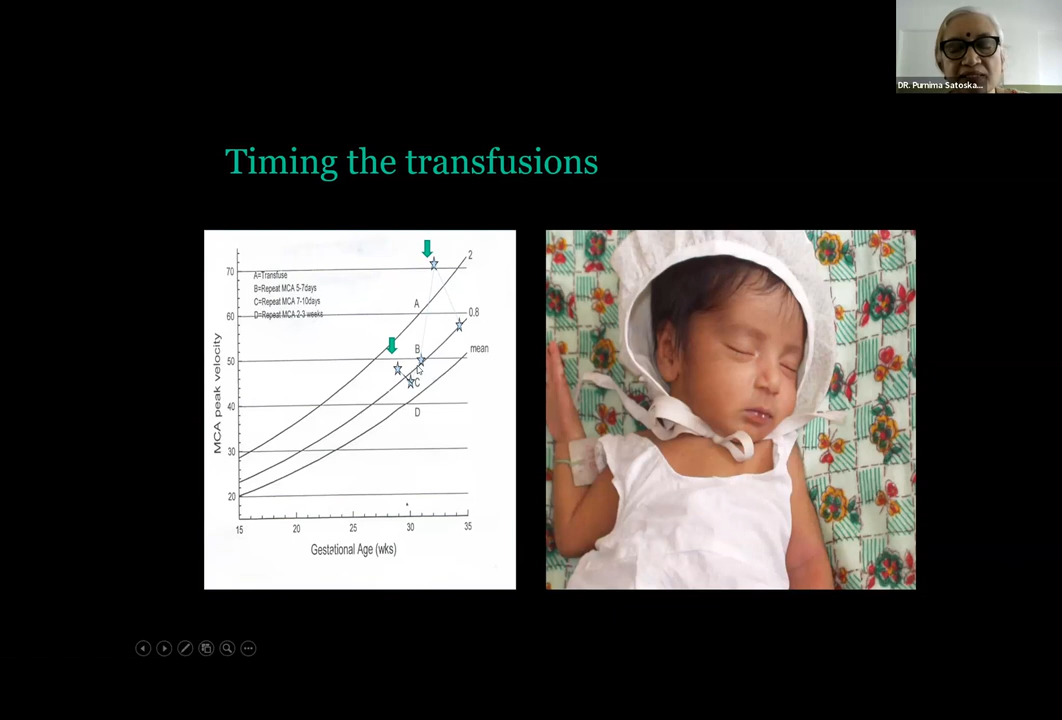 DR. Purnima Satoska...
Timing the transfusions
A=Transfuse
B=Repeat MCA 5-7days
C=Repeat MCA 7-10days
D=Repeat MCA 2-3 weeks
2
0.8
mean
A
B
C
D
70
60
50
40
30
20
MCA peak velocity
15
20
25
30
35
Gestational Age (wks)